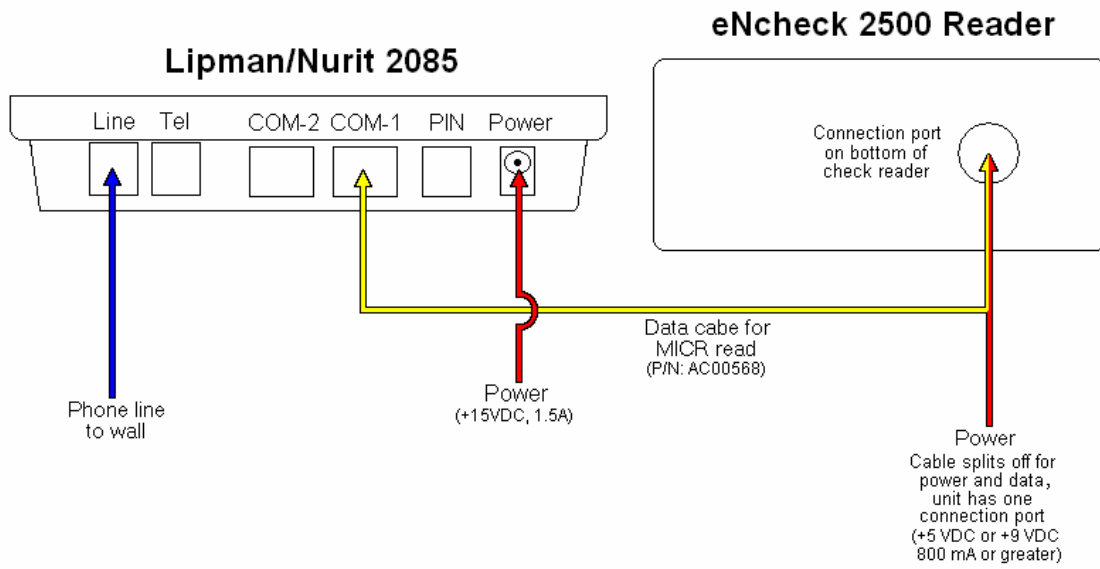 eNcheck 2500 Reader
Lipman/Nurit 2085
Line Tel COM-2 COM-1 PIN Power
Connection port
on bottom of
check reader
Data cabe for
MICR read
(P/N: AC00568)
Power
(+15VDC, 1.5A)
Phone line
to wall
Power
Cable splits off for
power and data,
unit has one
connection port
(+5 VDC or +9 VDC
800 mA or greater)